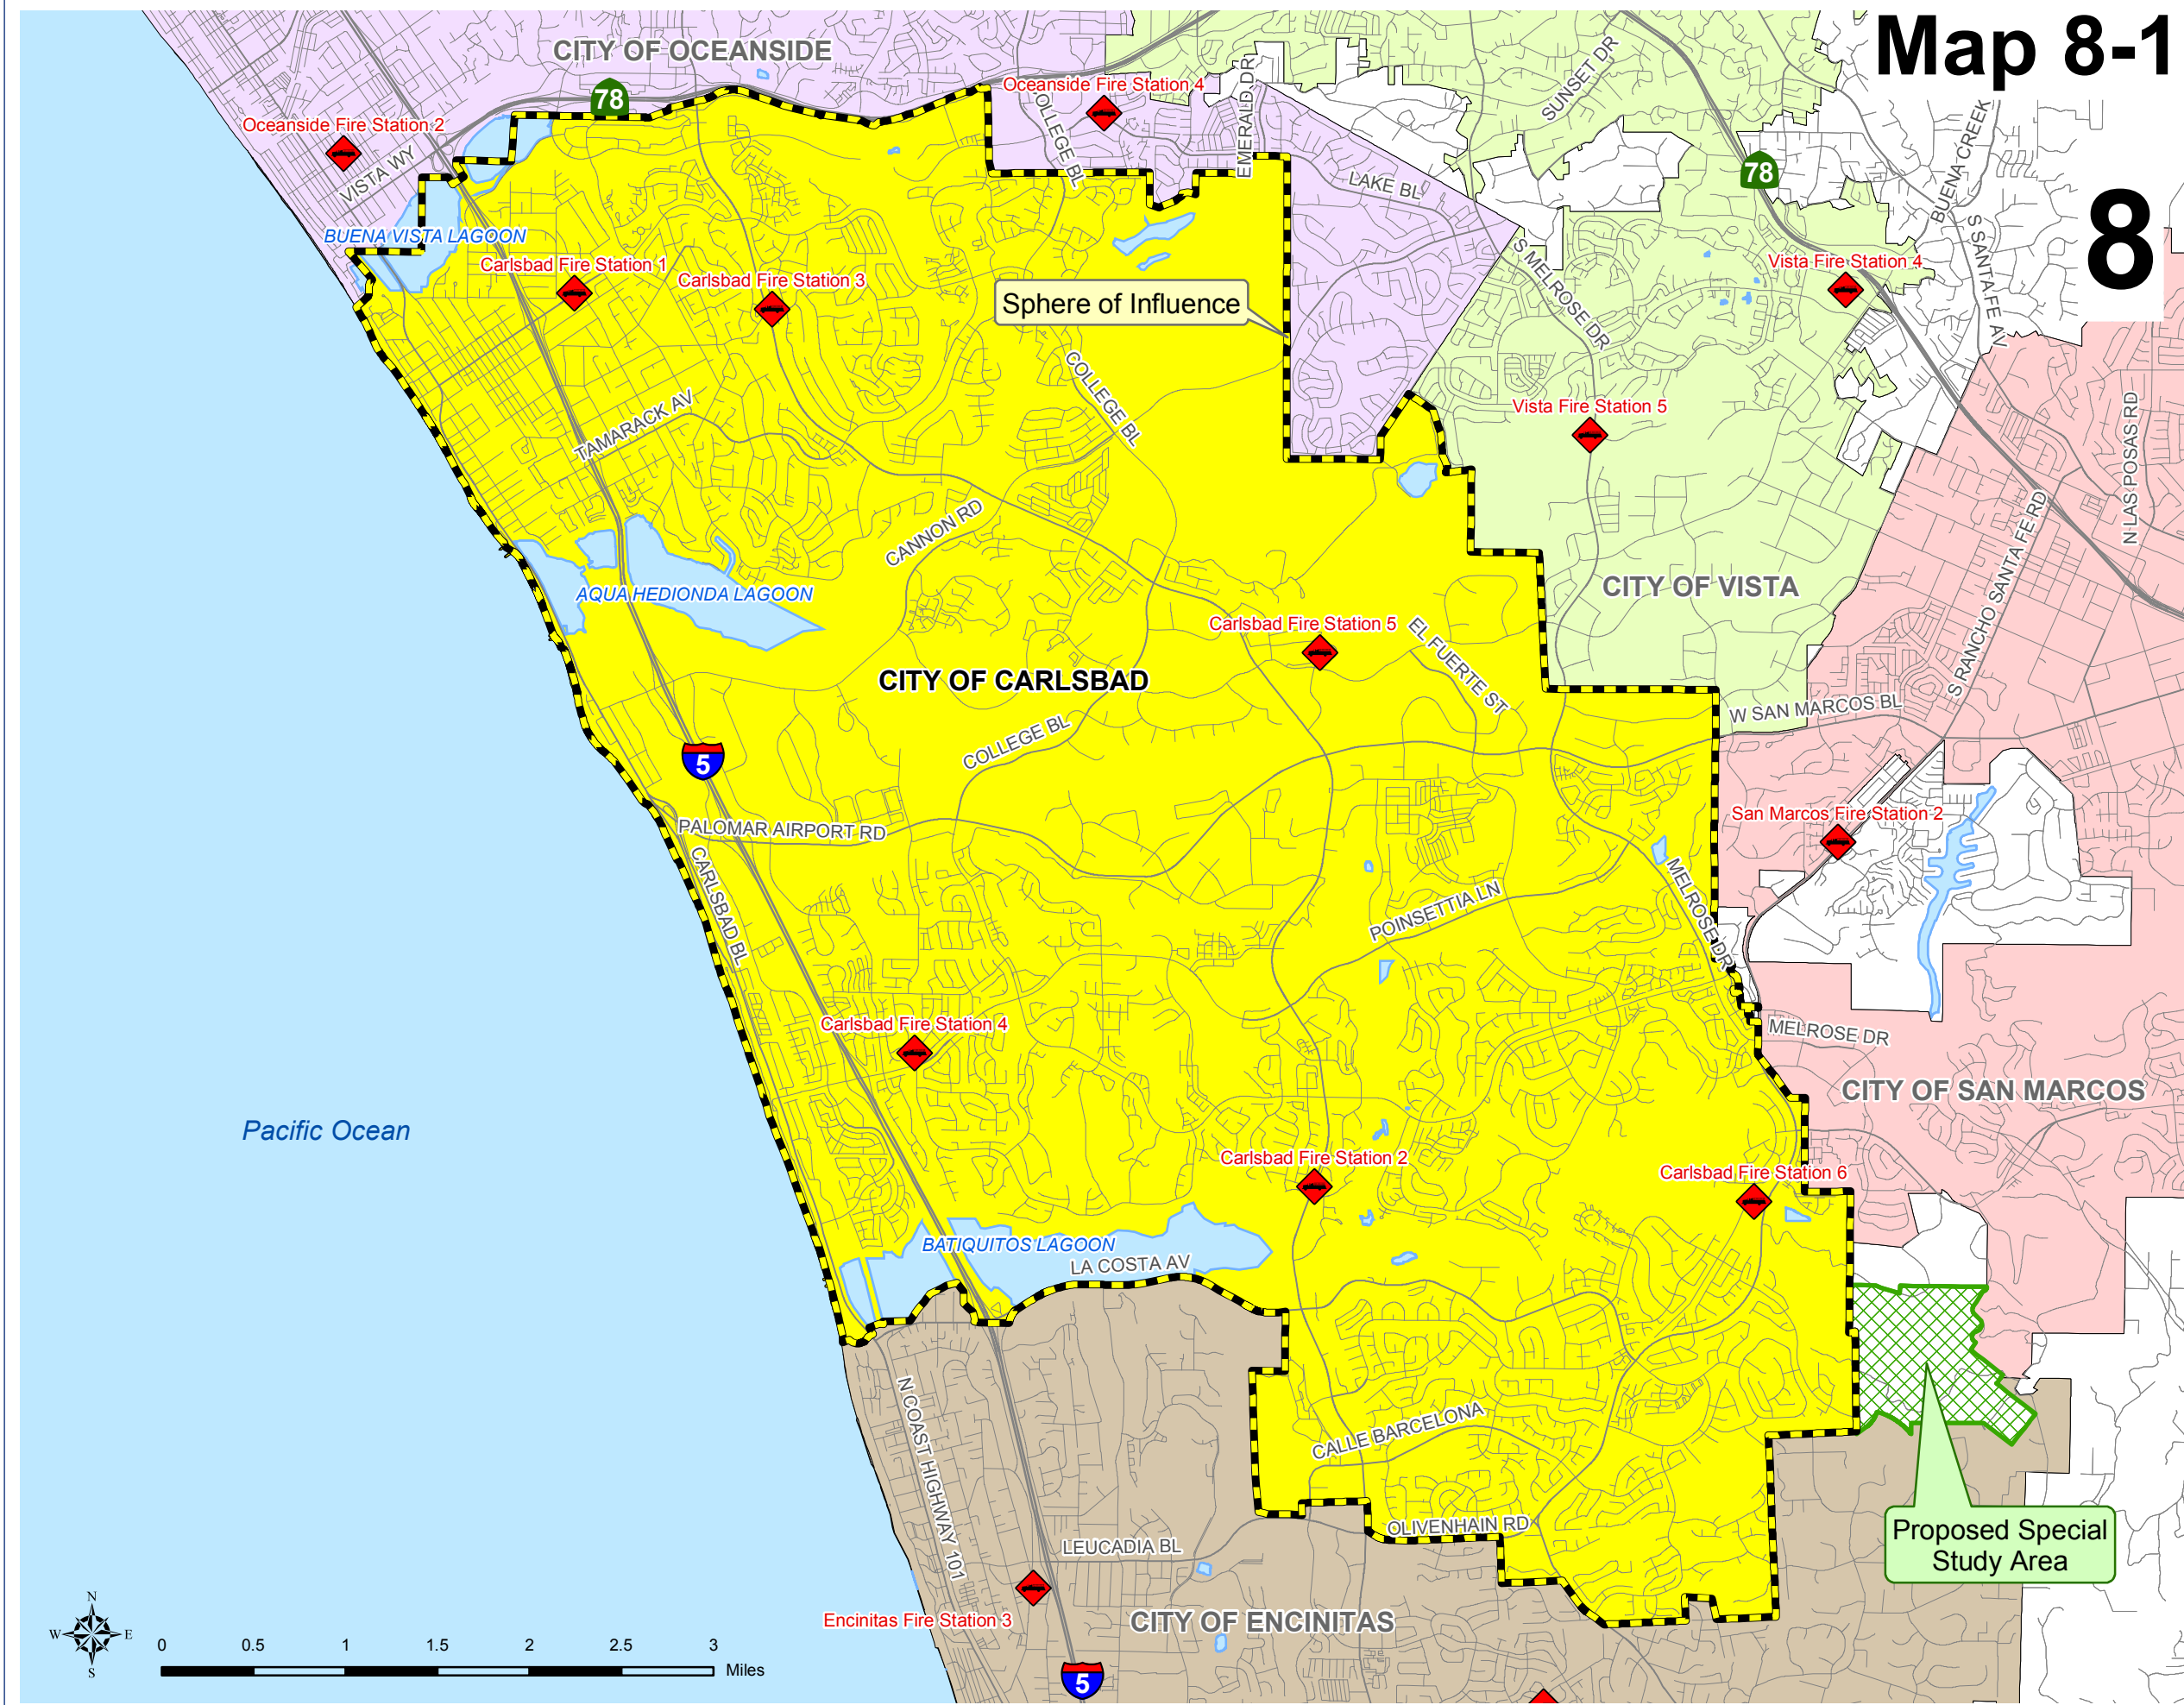 Map 8-1
8
CITY OF OCEANSIDE
78
Oceanside Fire Station 4
Oceanside Fire Station 2
VISTA WY
COLLEGE BL
EMERALD DR
SUNSET DR
LAKE BL
78
BUENA CREEK
S SANTA FE AV
BUENA VISTA LAGOON
Carlsbad Fire Station 1
Carlsbad Fire Station 3
Sphere of Influence
S MELROSE DR
Vista Fire Station 4
COLLEGE BL
TAMARACK AV
Vista Fire Station 5
N LAS POSAS RD
CANNON RD
S RANCHO SANTA FE RD
AQUA HEDIONDA LAGOON
CITY OF VISTA
Carlsbad Fire Station 5
EL FUERTE ST
CITY OF CARLSBAD
W SAN MARCOS BL
COLLEGE BL
5
PALOMAR AIRPORT RD
San Marcos Fire Station 2
CARLSBAD BL
MELROSE DR
POINSETTIA LN
Carlsbad Fire Station 4
MELROSE DR
CITY OF SAN MARCOS
Pacific Ocean
Carlsbad Fire Station 2
Carlsbad Fire Station 6
BATIQUITOS LAGOON
LA COSTA AV
N COAST HIGHWAY 101
CALLE BARCELONA
OLIVENHAIN RD
Proposed Special
Study Area
LEUCADIA BL
Encinitas Fire Station 3
CITY OF ENCINITAS
5
N
W
E
S
0 0.5 1 1.5 2 2.5 3
Miles